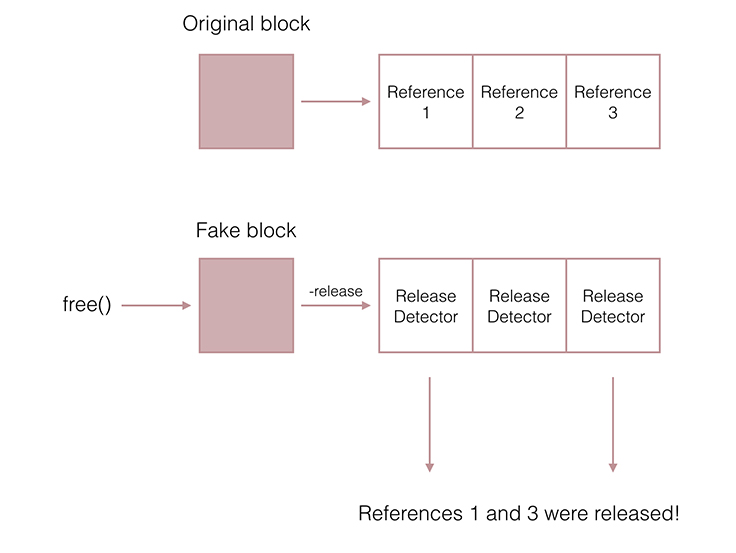 Original block
Reference
1
Reference
2
Reference
3
Fake block
free()
-release
Release
Detector
Release
Detector
Release
Detector
References 1 and 3 were released!